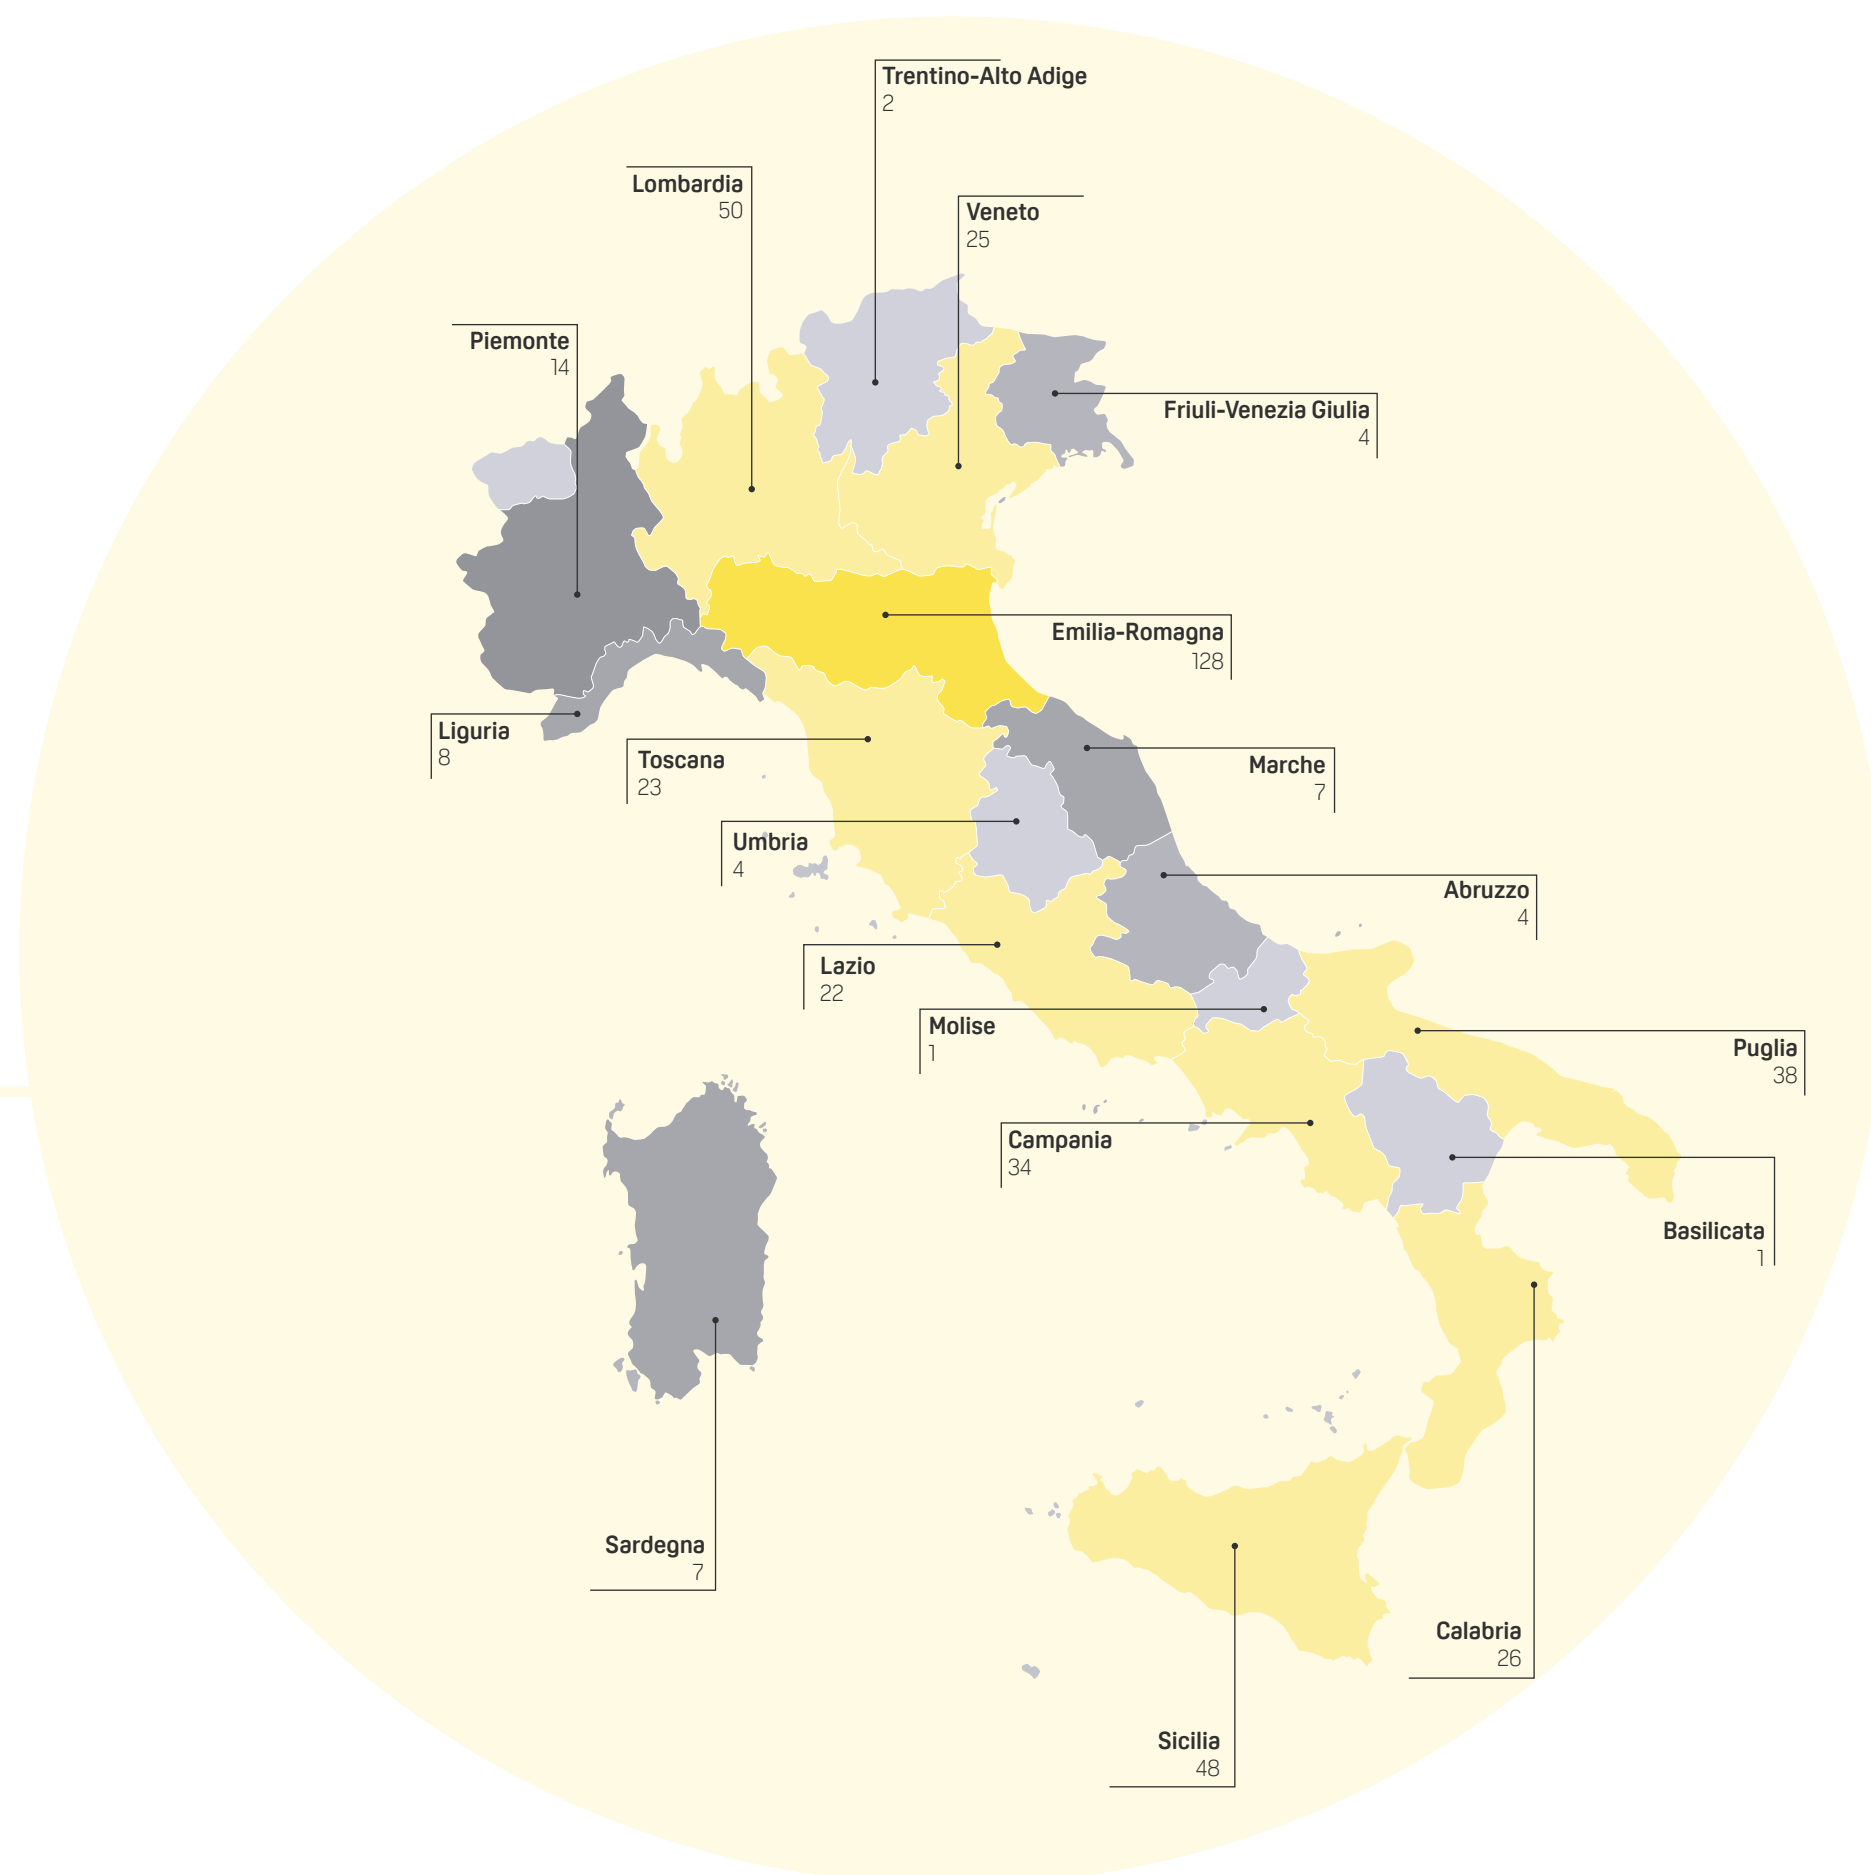 Trentino-Alto Adige
2
Lombardia
50
Veneto
25
Piemonte
14
Friuli-Venezia Giulia
4
Emilia-Romagna
128
Liguria
8
Toscana
23
Marche
7
Umbria
4
Abruzzo
4
Lazio
22
Molise
1
Puglia
38
Campania
34
Basilicata
1
Sardegna
7
Calabria
26
Sicilia
48